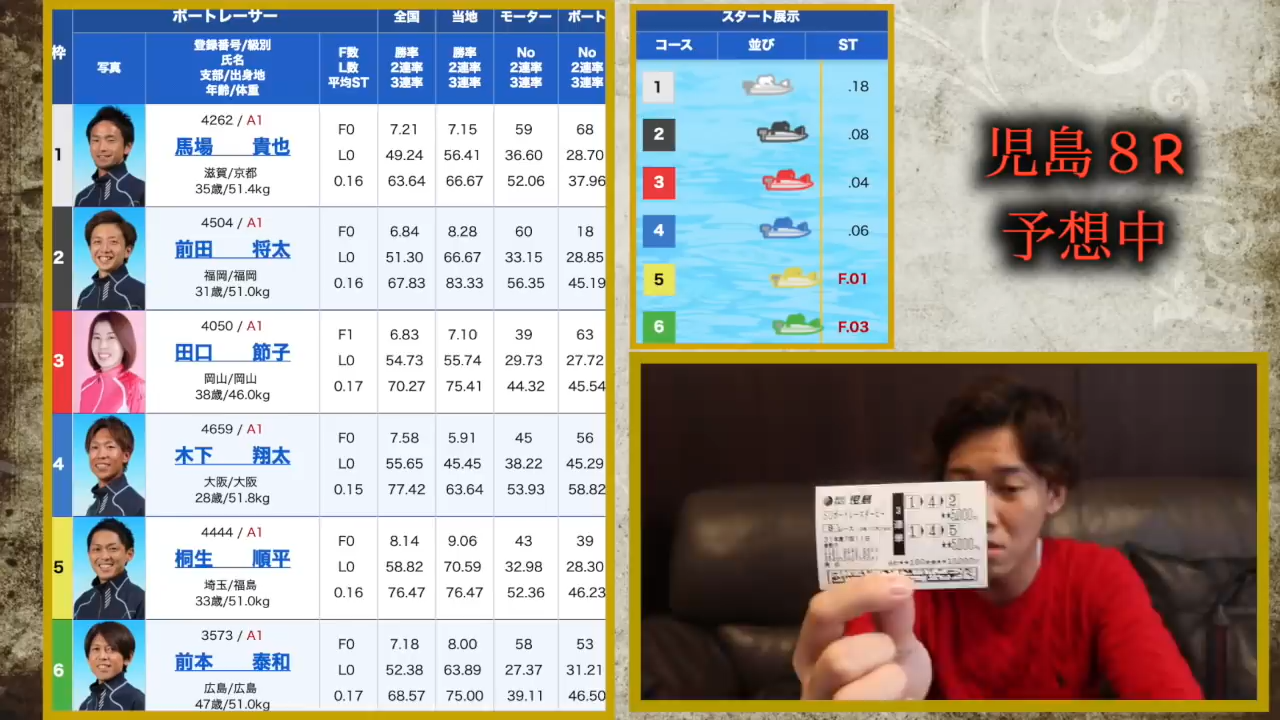 ボートレーサー 全国 当地 モーター ボート
枠 写真 登録番号/級別 氏名 支部/出身地 年齢/体重 F数 L数 平均ST 勝率 2連率 3連率 勝率 2連率 3連率 No 2連率 3連率 No 2連率 3連率
1 4262 / A1 F0 7.21 7.15 59 68
馬場 貴也 L0 49.24 56.41 36.60 28.70
滋賀/京都 0.16 63.64 66.67 52.06 37.96
35歳/51.4kg
2 4504 / A1 F0 6.84 8.28 60 18
前田 将太 L0 51.30 66.67 33.15 28.85
福岡/福岡 0.16 67.83 83.33 56.35 45.19
31歳/51.0kg
3 4050 / A1 F1 6.83 7.10 39 63
田口 節子 L0 54.73 55.74 29.73 27.72
岡山/岡山 0.17 70.27 75.41 44.32 45.54
38歳/46.0kg
4 4659 / A1 F0 7.58 5.91 45 56
木下 翔太 L0 55.65 45.45 38.22 45.29
大阪/大阪 0.15 77.42 63.64 53.93 58.82
28歳/51.8kg
5 4444 / A1 F0 8.14 9.06 43 39
桐生 順平 L0 58.82 70.59 32.98 28.30
埼玉/福島 0.16 76.47 76.47 52.36 46.23
33歳/51.0kg
6 3573 / A1 F0 7.18 8.00 58 53
前本 泰和 L0 52.38 63.89 27.37 31.21
広島/広島 0.17 68.57 75.00 39.11 46.50
47歳/51.0kg
スタート展示
コース 並び ST
1 .18
2 .08
3 .04
4 .06
5 F.01
6 F.03
児島８R
予想中
児島
3連単
1 4 2
1 4 5